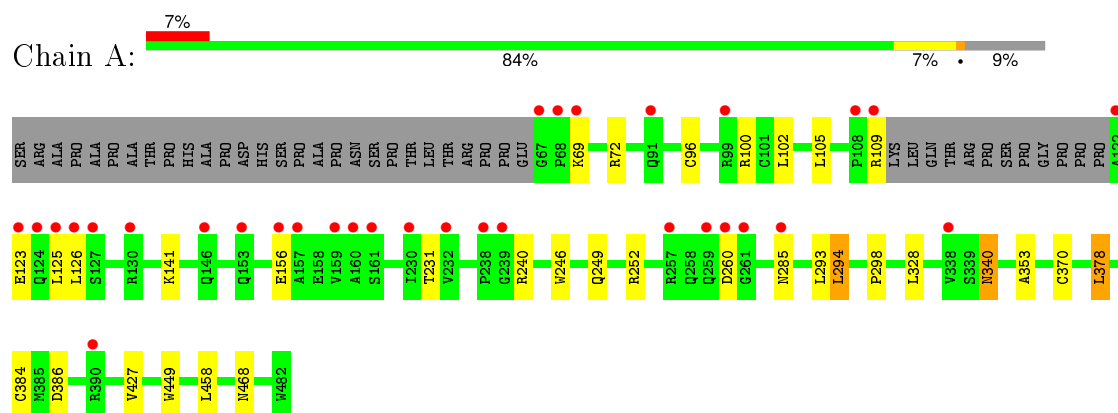 7%
Chain A:
84% 7% • 9%
SER ARG ALA PRO ALA PRO ALA THR PRO HIS ALA PRO ASP HIS SER PRO ALA PRO ASN SER PRO THR LEU THR ARG PRO PRO GLU G67 P68 K69 R72 Q91 C96 R99 R100 C101 L102 L105 P108 R109 LYS LEU GLN THR ARG PRO SER PRO GLY PRO PRO PRO A122
E123 Q124 L125 L126 S127 R130 K141 Q146 Q153 E156 A157 E158 V159 A160 S161 I230 T231 V232 P238 G239 R240 W246 Q249 R252 R257 Q258 Q259 D260 G261 N285 L293 L294 P298 L328 V338 S339 N340 A353 C370 L378
C384 M385 D386 R390 V427 W449 L458 N468 W482